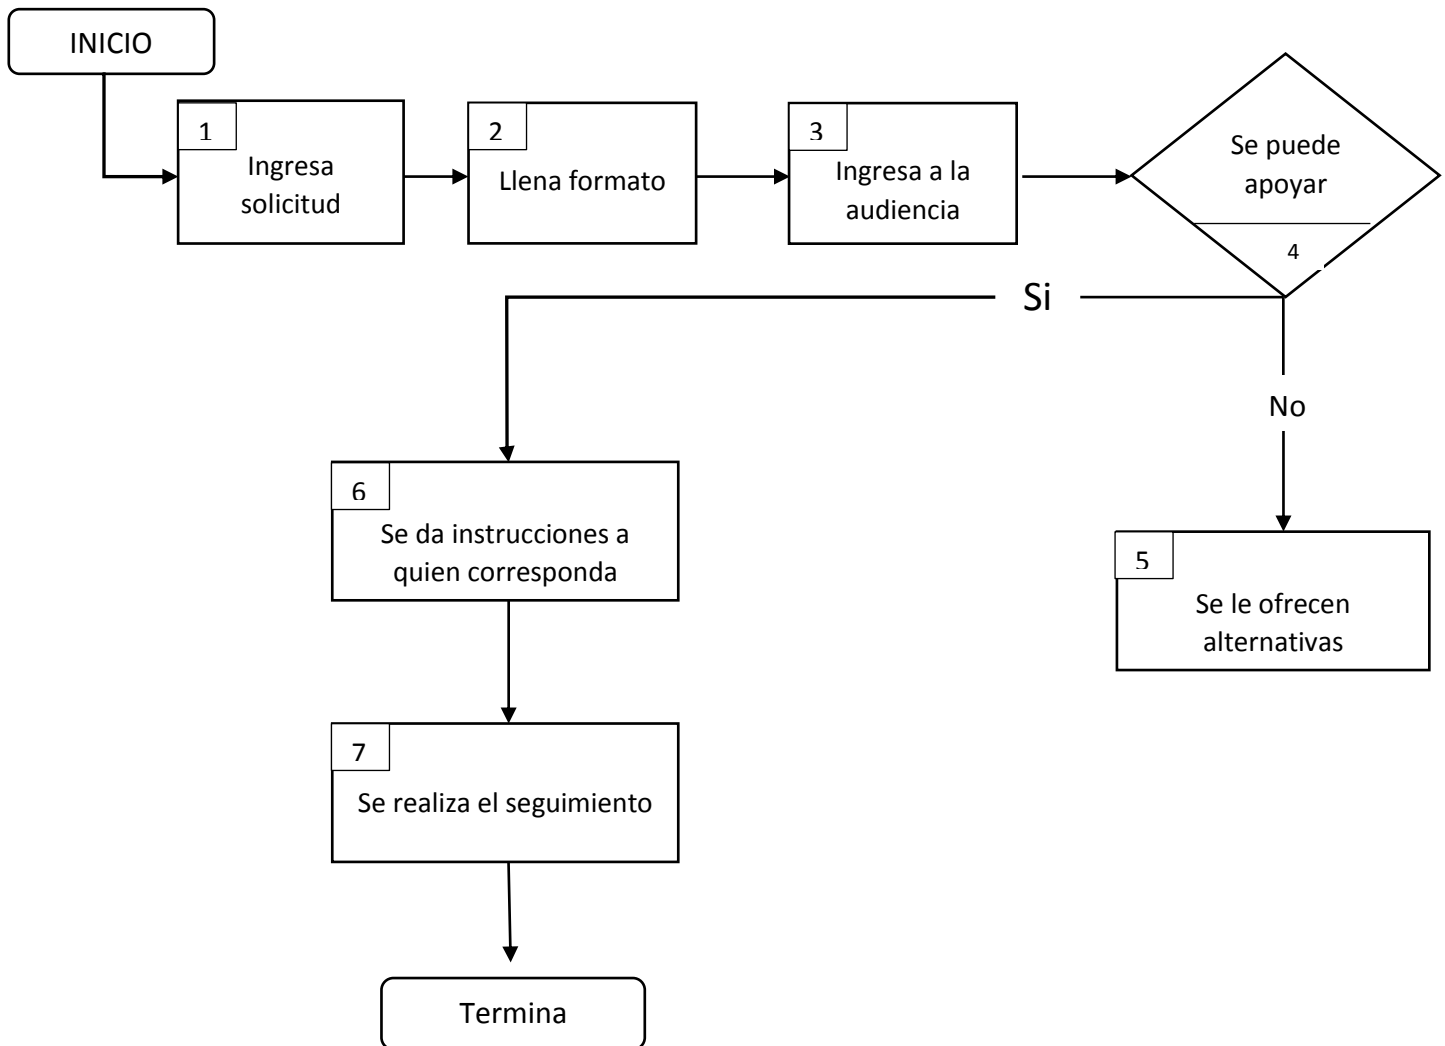 INICIO
1
Ingresa
solicitud
2
Llena formato
3
Ingresa a la
audiencia
Se puede
apoyar
4
Si
No
6
Se da instrucciones a
quien corresponda
5
Se le ofrecen
alternativas
7
Se realiza el seguimiento
Termina